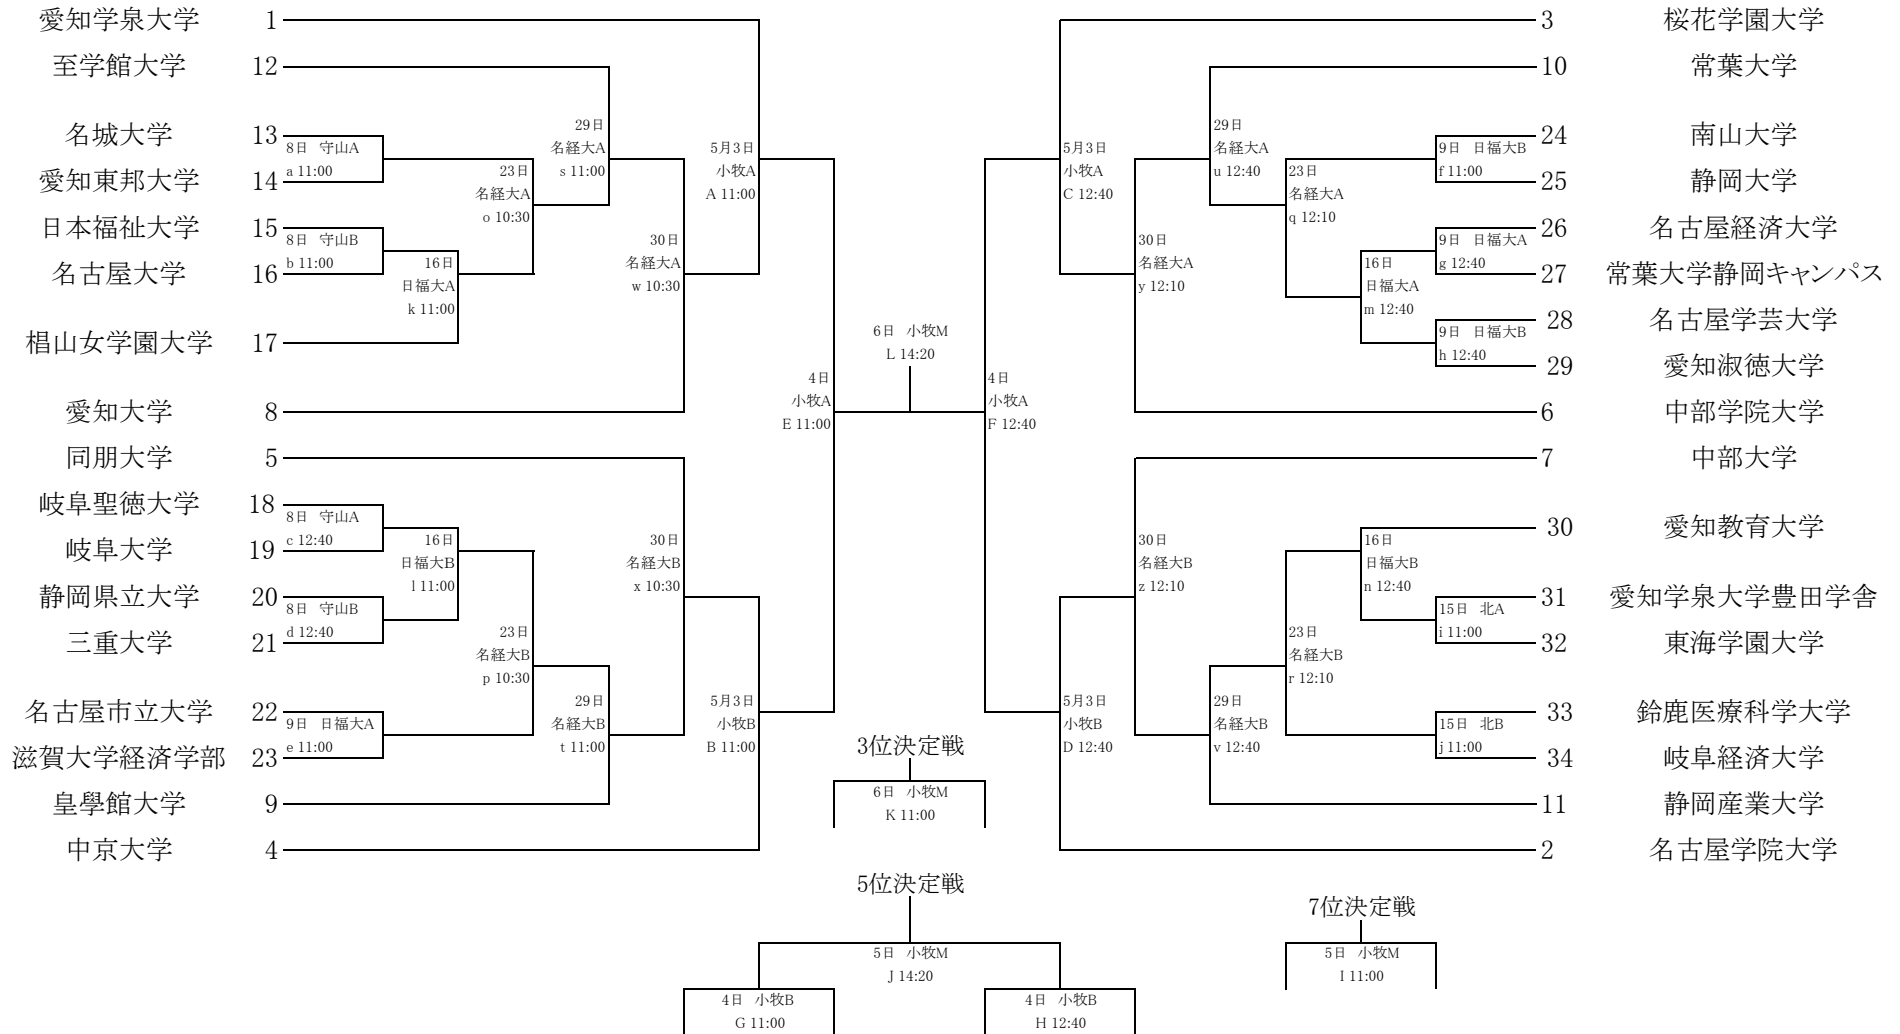 愛知学泉大学 1
至学館大学 12
名城大学 13
8日 守山A
a 11:00
愛知東邦大学 14
日本福祉大学 15
8日 守山B
b 11:00
名古屋大学 16
椙山女学園大学 17
愛知大学 8
同朋大学 5
岐阜聖徳大学 18
8日 守山A
c 12:40
岐阜大学 19
静岡県立大学 20
8日 守山B
d 12:40
三重大学 21
名古屋市立大学 22
9日 日福大A
e 11:00
滋賀大学経済学部 23
皇學館大学 9
中京大学 4
16日
日福大A
k 11:00
16日
日福大B
l 11:00
23日
名経大A
o 10:30
23日
名経大B
p 10:30
29日
名経大A
s 11:00
29日
名経大B
t 11:00
30日
名経大A
w 10:30
30日
名経大B
x 10:30
5月3日
小牧A
A 11:00
5月3日
小牧B
B 11:00
4日
小牧A
E 11:00
6日 小牧M
L 14:20
4日
小牧A
F 12:40
5月3日
小牧A
C 12:40
5月3日
小牧B
D 12:40
30日
名経大A
y 12:10
30日
名経大B
z 12:10
29日
名経大A
u 12:40
29日
名経大B
v 12:40
23日
名経大A
q 12:10
23日
名経大B
r 12:10
16日
日福大A
m 12:40
16日
日福大B
n 12:40
3 桜花学園大学
10 常葉大学
24 南山大学
9日 日福大B
f 11:00
25 静岡大学
26 名古屋経済大学
9日 日福大A
g 12:40
27 常葉大学静岡キャンパス
28 名古屋学芸大学
9日 日福大B
h 12:40
29 愛知淑徳大学
6 中部学院大学
7 中部大学
30 愛知教育大学
31 愛知学泉大学豊田学舎
15日 北A
i 11:00
32 東海学園大学
33 鈴鹿医療科学大学
15日 北B
j 11:00
34 岐阜経済大学
11 静岡産業大学
2 名古屋学院大学
3位決定戦
6日 小牧M
K 11:00
5位決定戦
5日 小牧M
J 14:20
4日 小牧B
G 11:00
4日 小牧B
H 12:40
7位決定戦
5日 小牧M
I 11:00